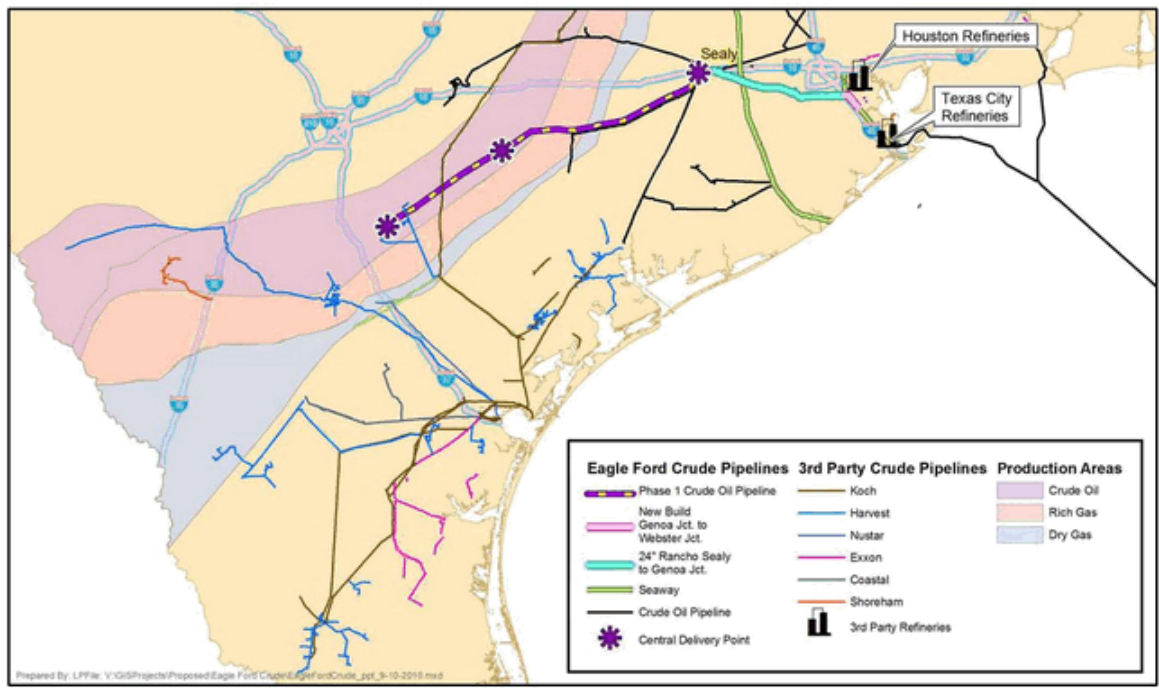 Sealy
Houston Refineries
Texas City
Refineries
10
Eagle Ford Crude Pipelines
Phase 1 Crude Oil Pipeline
New Build
Genoa Jct. to
Webster Jct.
24" Rancho Sealy
to Genoa Jct.
Seaway
Crude Oil Pipeline
Central Delivery Point
3rd Party Crude Pipelines
Koch
Harvest
Nustar
Exxon
Coastal
Shoreham
3rd Party Refineries
Production Areas
Crude Oil
Rich Gas
Dry Gas
Prepared By: LPFile: V:\GISProjects\Proposed\Eagle Ford Crude\EagleFordCrude_ppt_9-10-2010.mxd